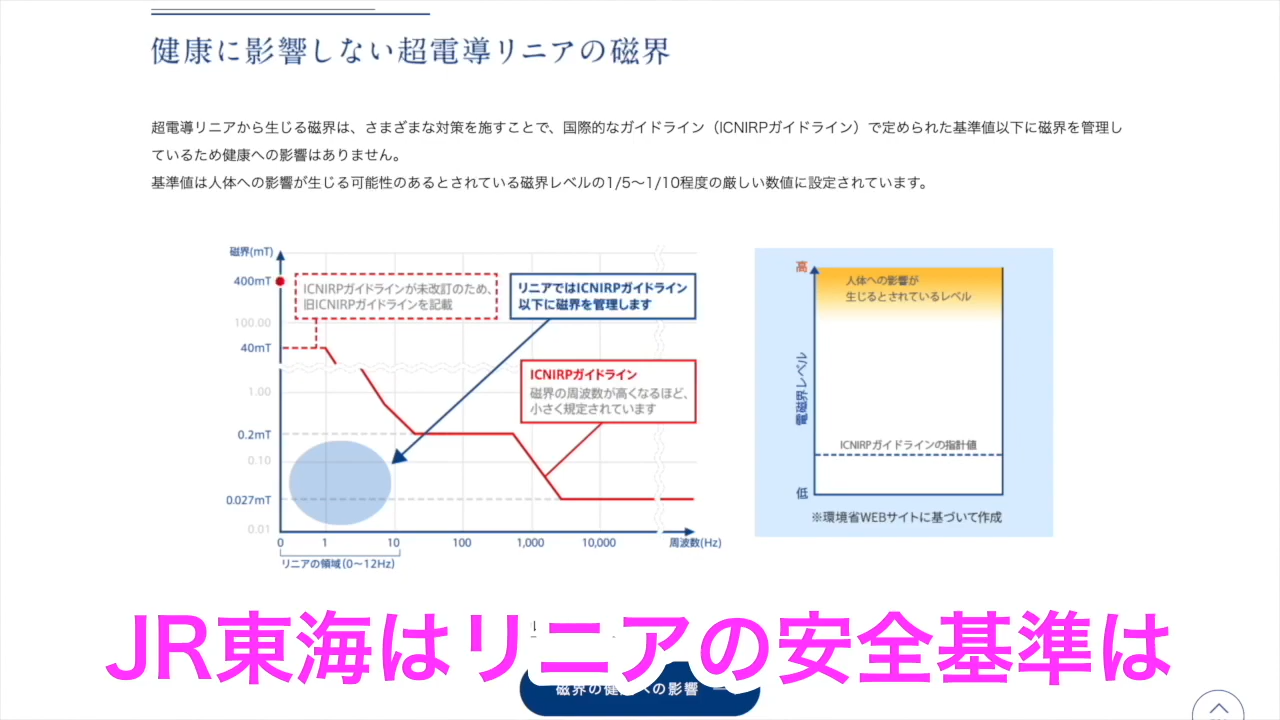 健康に影響しない超電導リニアの磁界
超電導リニアから生じる磁界は、さまざまな対策を施すことで、国際的なガイドライン（ICNIRPガイドライン）で定められた基準値以下に磁界を管理し
ているため健康への影響はありません。
基準値は人体への影響が生じる可能性のあるとされている磁界レベルの1/5〜1/10程度の厳しい数値に設定されています。
磁界(mT)
400mT
100.00
40mT
1.00
0.2mT
0.10
0.027mT
0.01
ICNIRPガイドラインが未改訂のため、
旧ICNIRPガイドラインを記載
リニアではICNIRPガイドライン
以下に磁界を管理します
ICNIRPガイドライン
磁界の周波数が高くなるほど、
小さく規定されています
0 1 10 100 1,000 10,000 周波数(Hz)
リニアの領域(0〜12Hz)
高
人体への影響が
生じるとされているレベル
電磁界レベル
ICNIRPガイドラインの指針値
低
※環境省WEBサイトに基づいて作成
JR東海はリニアの安全基準は
磁界の健 への影響